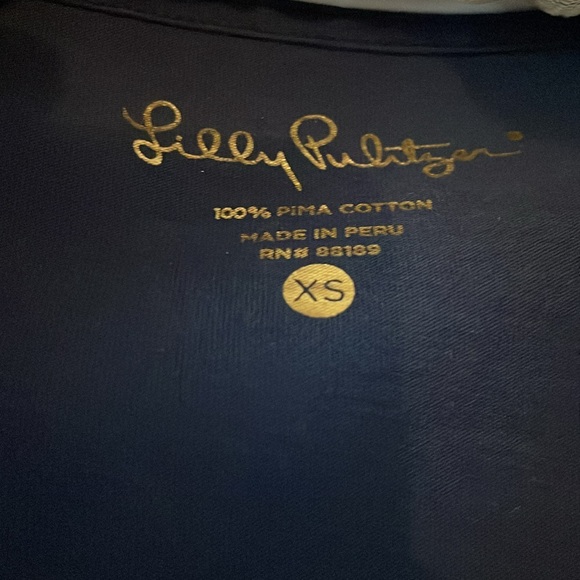 Lilly Pulitzer
100% PIMA COTTON
MADE IN PERU
RN# 88189
XS